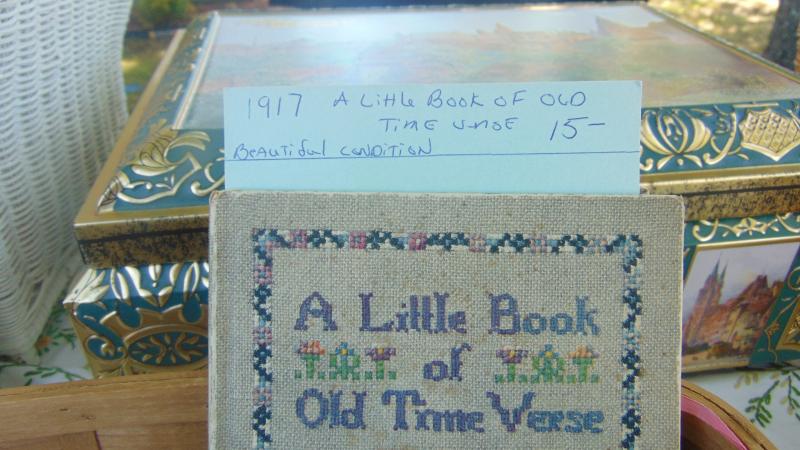 1917 A Little Book of Old
Time Verse 15-
Beautiful condition
A Little Book
of
Old Time Verse